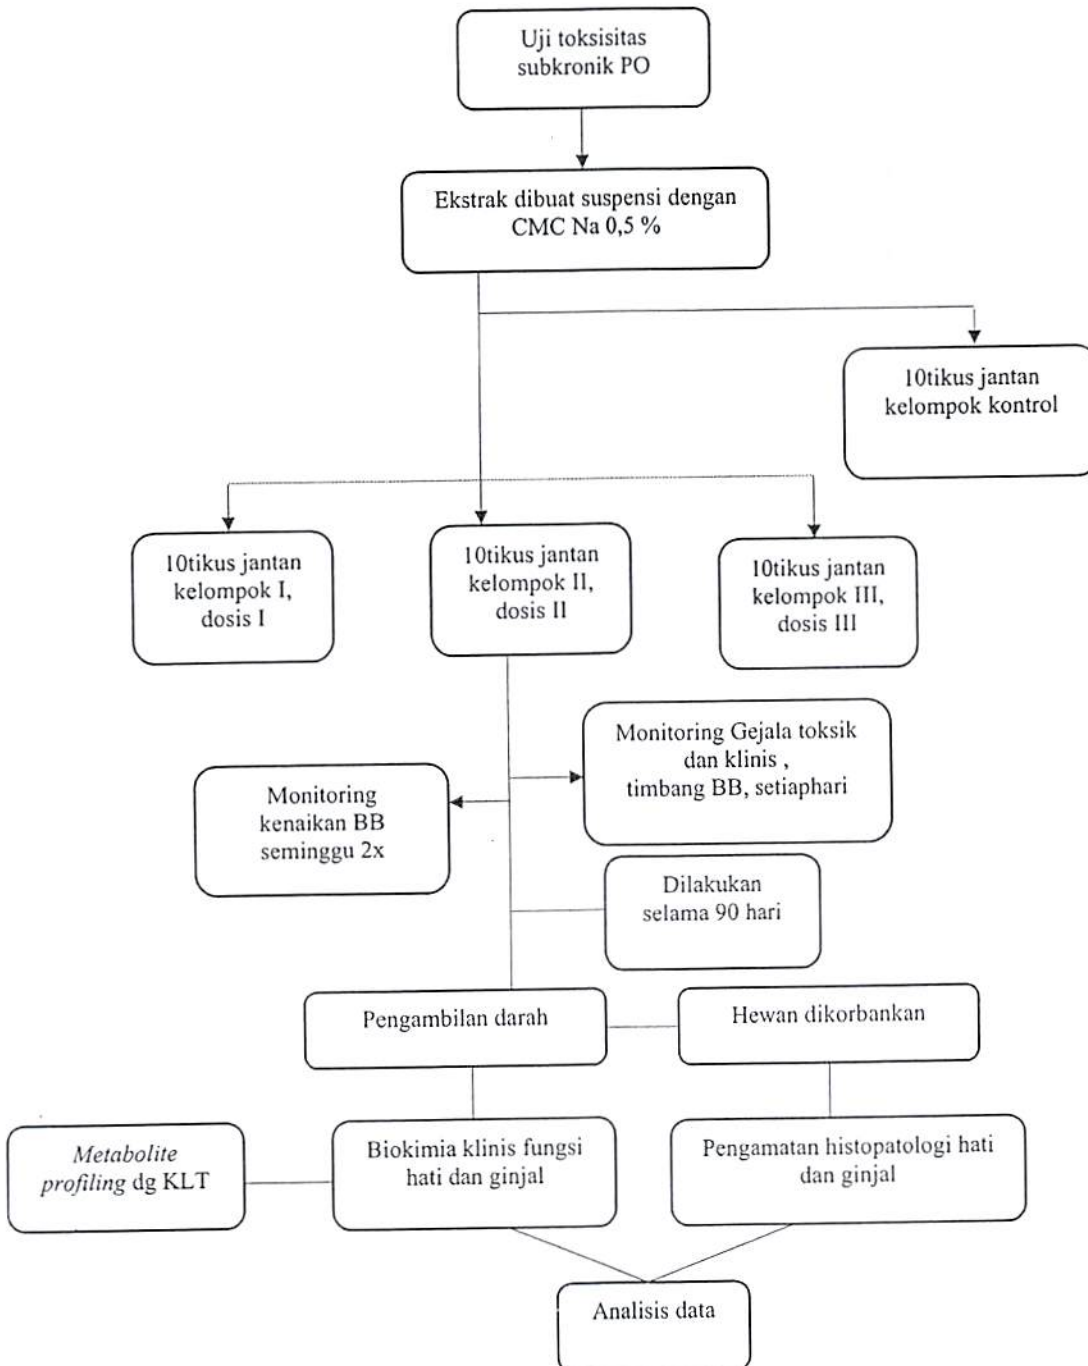 Uji toksisitas
subkronik PO
Ekstrak dibuat suspensi dengan
CMC Na 0,5 %
10tikus jantan
kelompok kontrol
10tikus jantan
kelompok I,
dosis I
10tikus jantan
kelompok II,
dosis II
10tikus jantan
kelompok III,
dosis III
Monitoring Gejala toksik
dan klinis ,
timbang BB, setiaphari
Monitoring
kenaikan BB
seminggu 2x
Dilakukan
selama 90 hari
Pengambilan darah
Hewan dikorbankan
Metabolite
profiling dg KLT
Biokimia klinis fungsi
hati dan ginjal
Pengamatan histopatologi hati
dan ginjal
Analisis data